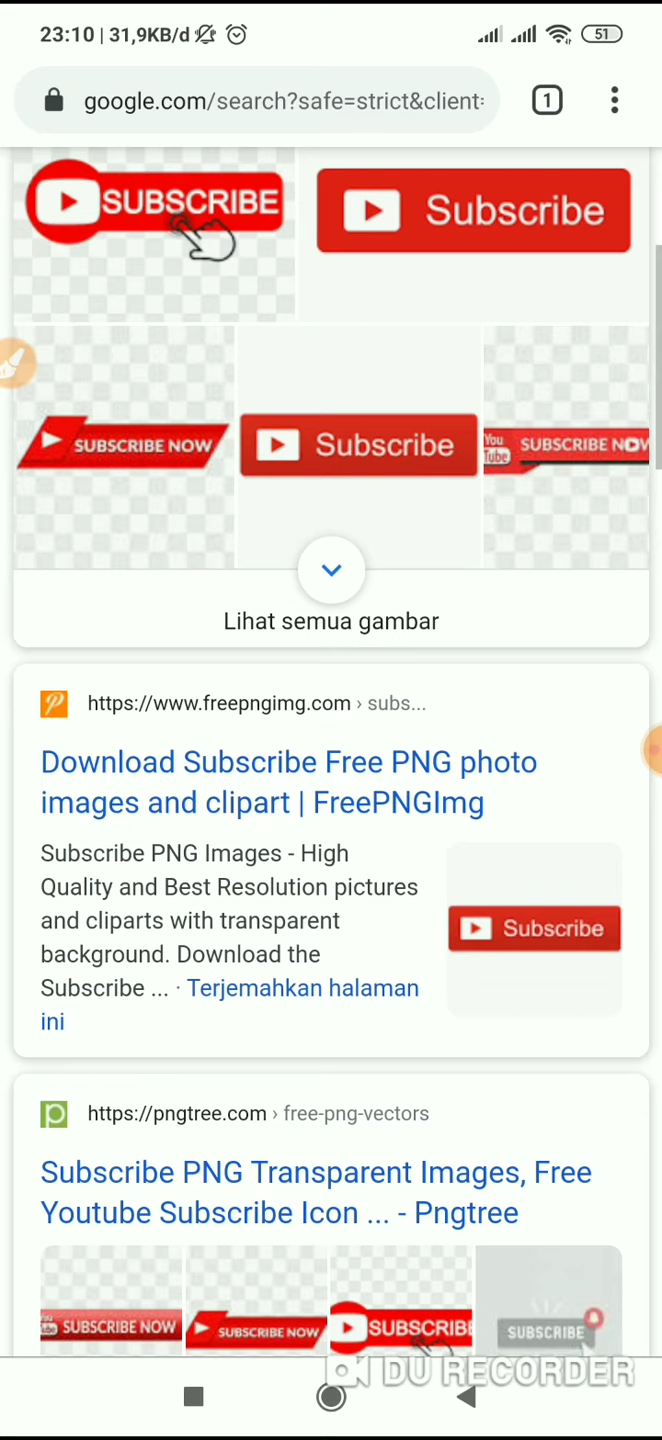 23:10 | 31,9KB/d
51
google.com/search?safe=strict&client=
1
SUBSCRIBE
Subscribe
SUBSCRIBE NOW
Subscribe
You
Tube
SUBSCRIBE NOW
Lihat semua gambar
https://www.freepngimg.com › subs...
Download Subscribe Free PNG photo
images and clipart | FreePNGImg
Subscribe PNG Images - High
Quality and Best Resolution pictures
and cliparts with transparent
background. Download the
Subscribe ... · Terjemahkan halaman
ini
Subscribe
https://pngtree.com › free-png-vectors
Subscribe PNG Transparent Images, Free
Youtube Subscribe Icon ... - Pngtree
SUBSCRIBE NOW
SUBSCRIBE NOW
SUBSCRIBE
SUBSCRIBE
DU RECORDER